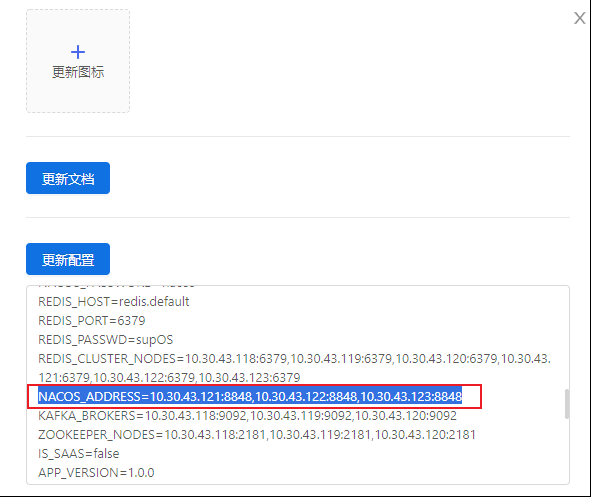 X
+
更新图标
更新文档
更新配置
REDIS_HOST=redis.default
REDIS_PORT=6379
REDIS_PASSWD=supOS
REDIS_CLUSTER_NODES=10.30.43.118:6379,10.30.43.119:6379,10.30.43.120:6379,10.30.43.
121:6379,10.30.43.122:6379,10.30.43.123:6379
NACOS_ADDRESS=10.30.43.121:8848,10.30.43.122:8848,10.30.43.123:8848
KAFKA_BROKERS=10.30.43.118:9092,10.30.43.119:9092,10.30.43.120:9092
ZOOKEEPER_NODES=10.30.43.118:2181,10.30.43.119:2181,10.30.43.120:2181
IS_SAAS=false
APP_VERSION=1.0.0